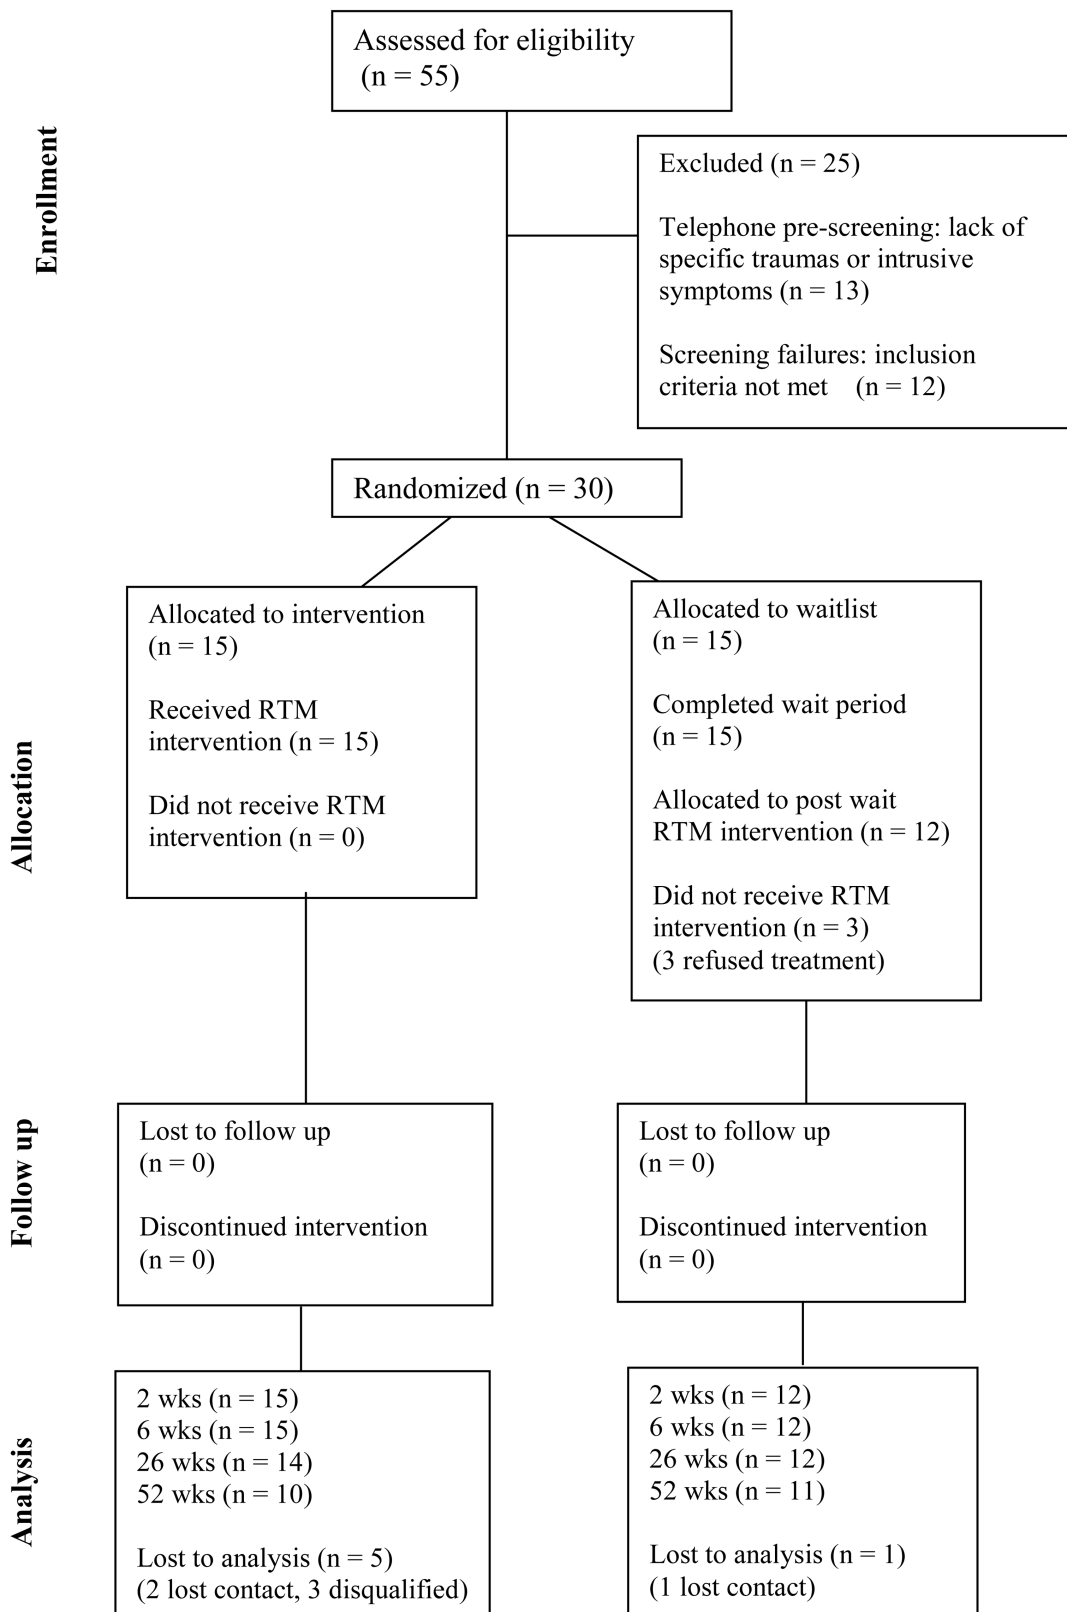 Assessed for eligibility
(n = 55)
Enrollment
Excluded (n = 25)
Telephone pre-screening: lack of
specific traumas or intrusive
symptoms (n = 13)
Screening failures: inclusion
criteria not met (n = 12)
Randomized (n = 30)
Allocation
Allocated to intervention
(n = 15)
Received RTM
intervention (n = 15)
Did not receive RTM
intervention (n = 0)
Allocated to waitlist
(n = 15)
Completed wait period
(n = 15)
Allocated to post wait
RTM intervention (n = 12)
Did not receive RTM
intervention (n = 3)
(3 refused treatment)
Follow up
Lost to follow up
(n = 0)
Discontinued intervention
(n = 0)
Lost to follow up
(n = 0)
Discontinued intervention
(n = 0)
Analysis
2 wks (n = 15)
6 wks (n = 15)
26 wks (n = 14)
52 wks (n = 10)
Lost to analysis (n = 5)
(2 lost contact, 3 disqualified)
2 wks (n = 12)
6 wks (n = 12)
26 wks (n = 12)
52 wks (n = 11)
Lost to analysis (n = 1)
(1 lost contact)